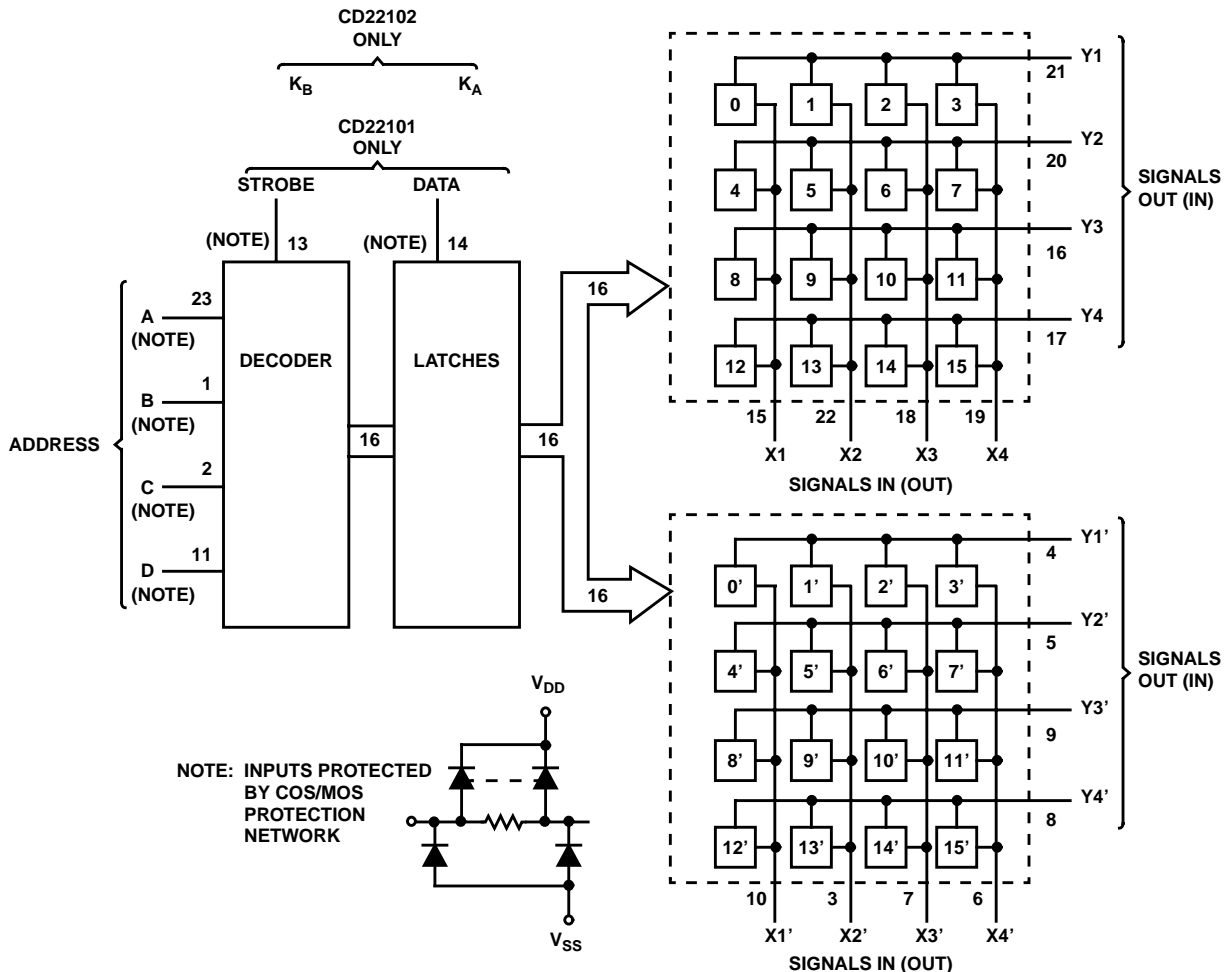 CD22102
ONLY
KB KA
CD22101
ONLY
STROBE DATA
(NOTE) 13 (NOTE) 14
ADDRESS
A 23
(NOTE)
B 1
(NOTE)
C 2
(NOTE)
D 11
(NOTE)
DECODER
16
LATCHES
16
16
16
Y1
21
0 1 2 3
Y2
20
4 5 6 7
Y3
16
8 9 10 11
Y4
17
12 13 14 15
SIGNALS
OUT (IN)
15 22 18 19
X1 X2 X3 X4
SIGNALS IN (OUT)
Y1'
4
0' 1' 2' 3'
Y2'
5
4' 5' 6' 7'
Y3'
9
8' 9' 10' 11'
Y4'
8
12' 13' 14' 15'
SIGNALS
OUT (IN)
10 3 7 6
X1' X2' X3' X4'
SIGNALS IN (OUT)
VDD
NOTE: INPUTS PROTECTED
BY COS/MOS
PROTECTION
NETWORK
VSS